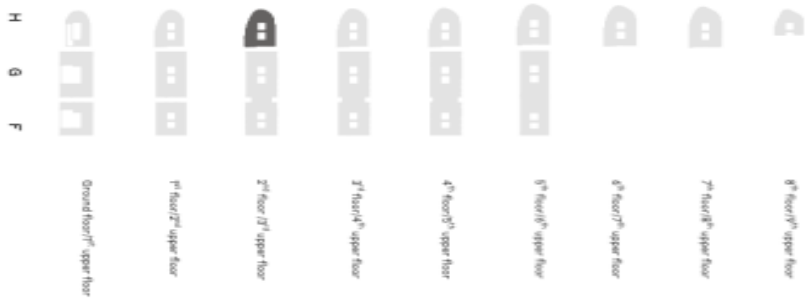 H
G
F
Ground floor/1st upper floor
1st floor/2nd upper floor
2nd floor/3rd upper floor
3rd floor/4th upper floor
4th floor/5th upper floor
5th floor/6th upper floor
6th floor/7th upper floor
7th floor/8th upper floor
8th floor/9th upper floor